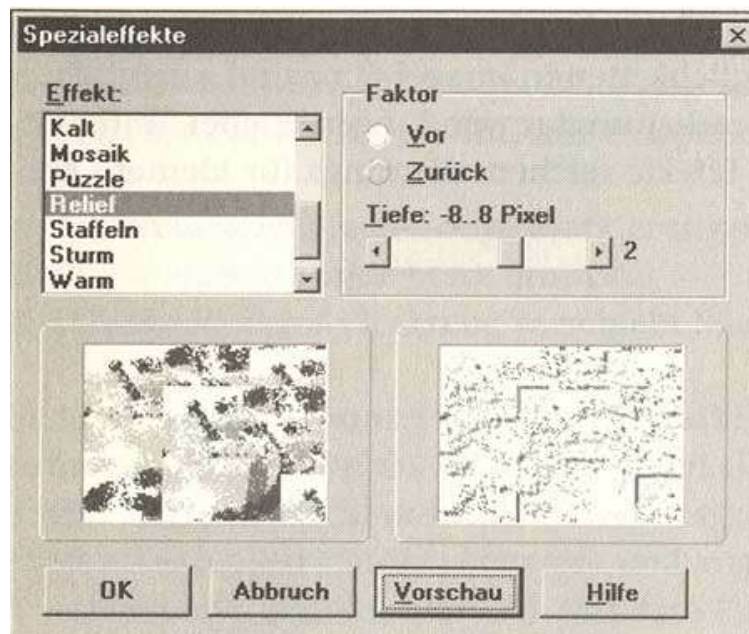 Spezialeffekte
Effekt:
Kalt
Mosaik
Puzzle
Relief
Staffeln
Sturm
Warm
Faktor
Vor
Zurück
Tiefe: -8..8 Pixel
2
OK
Abbruch
Vorschau
Hilfe